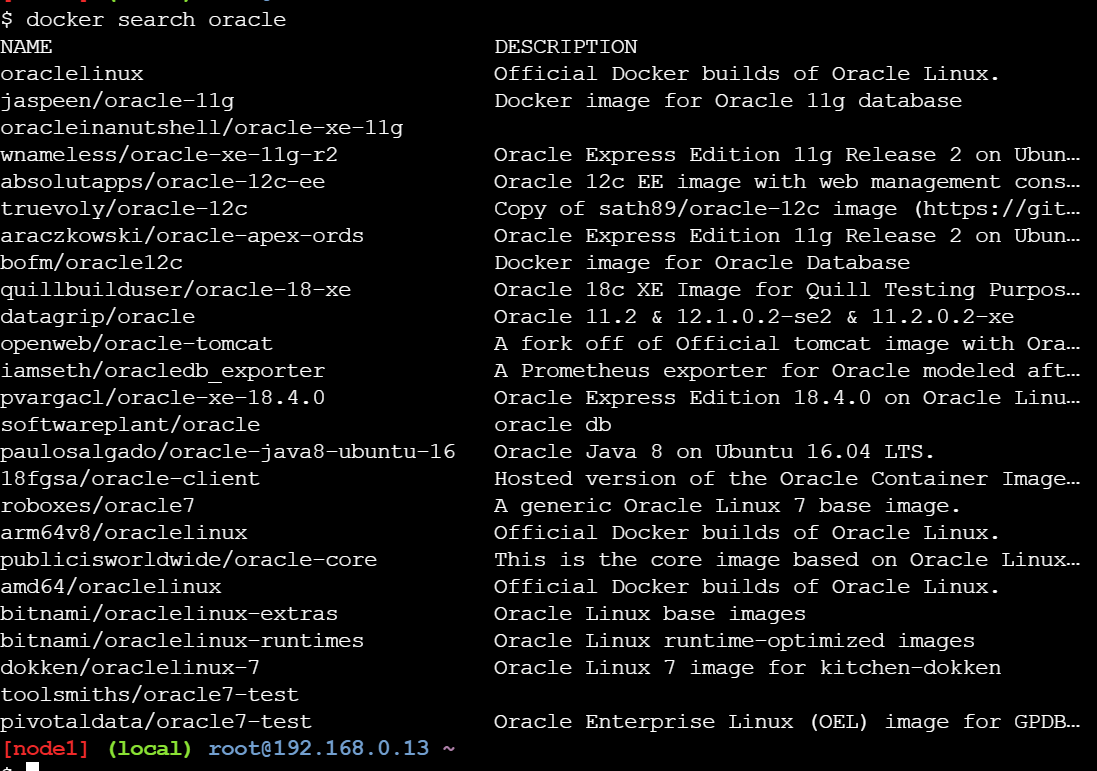 $ docker search oracle
NAME DESCRIPTION
oraclelinux Official Docker builds of Oracle Linux.
jaspeen/oracle-11g Docker image for Oracle 11g database
oracleinanutshell/oracle-xe-11g
wnameless/oracle-xe-11g-r2 Oracle Express Edition 11g Release 2 on Ubun…
absolutapps/oracle-12c-ee Oracle 12c EE image with web management cons…
truevoly/oracle-12c Copy of sath89/oracle-12c image (https://git…
araczkowski/oracle-apex-ords Oracle Express Edition 11g Release 2 on Ubun…
bofm/oracle12c Docker image for Oracle Database
quillbuilduser/oracle-18-xe Oracle 18c XE Image for Quill Testing Purpos…
datagrip/oracle Oracle 11.2 & 12.1.0.2-se2 & 11.2.0.2-xe
openweb/oracle-tomcat A fork off of Official tomcat image with Ora…
iamseth/oracledb_exporter A Prometheus exporter for Oracle modeled aft…
pvargacl/oracle-xe-18.4.0 Oracle Express Edition 18.4.0 on Oracle Linu…
softwareplant/oracle oracle db
paulosalgado/oracle-java8-ubuntu-16 Oracle Java 8 on Ubuntu 16.04 LTS.
18fgsa/oracle-client Hosted version of the Oracle Container Image…
roboxes/oracle7 A generic Oracle Linux 7 base image.
arm64v8/oraclelinux Official Docker builds of Oracle Linux.
publicisworldwide/oracle-core This is the core image based on Oracle Linux…
amd64/oraclelinux Official Docker builds of Oracle Linux.
bitnami/oraclelinux-extras Oracle Linux base images
bitnami/oraclelinux-runtimes Oracle Linux runtime-optimized images
dokken/oraclelinux-7 Oracle Linux 7 image for kitchen-dokken
toolsmiths/oracle7-test
pivotaldata/oracle7-test Oracle Enterprise Linux (OEL) image for GPDB…
[node1] (local) root@192.168.0.13 ~
$